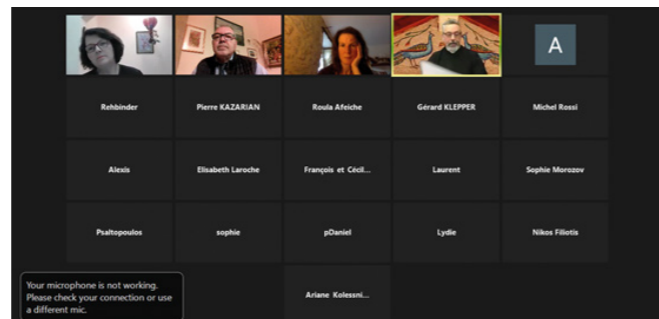 A
Rehbinder
Pierre KAZARIAN
Roula Afeiche
Gérard KLEPPER
Michel Rossi
Alexis
Elisabeth Laroche
François et Cécil...
Laurent
Sophie Morozov
Psaltopoulos
sophie
pDaniel
Lydie
Nikos Filiotis
Your microphone is not working.
Please check your connection or use
a different mic.
Ariane Kolessni...